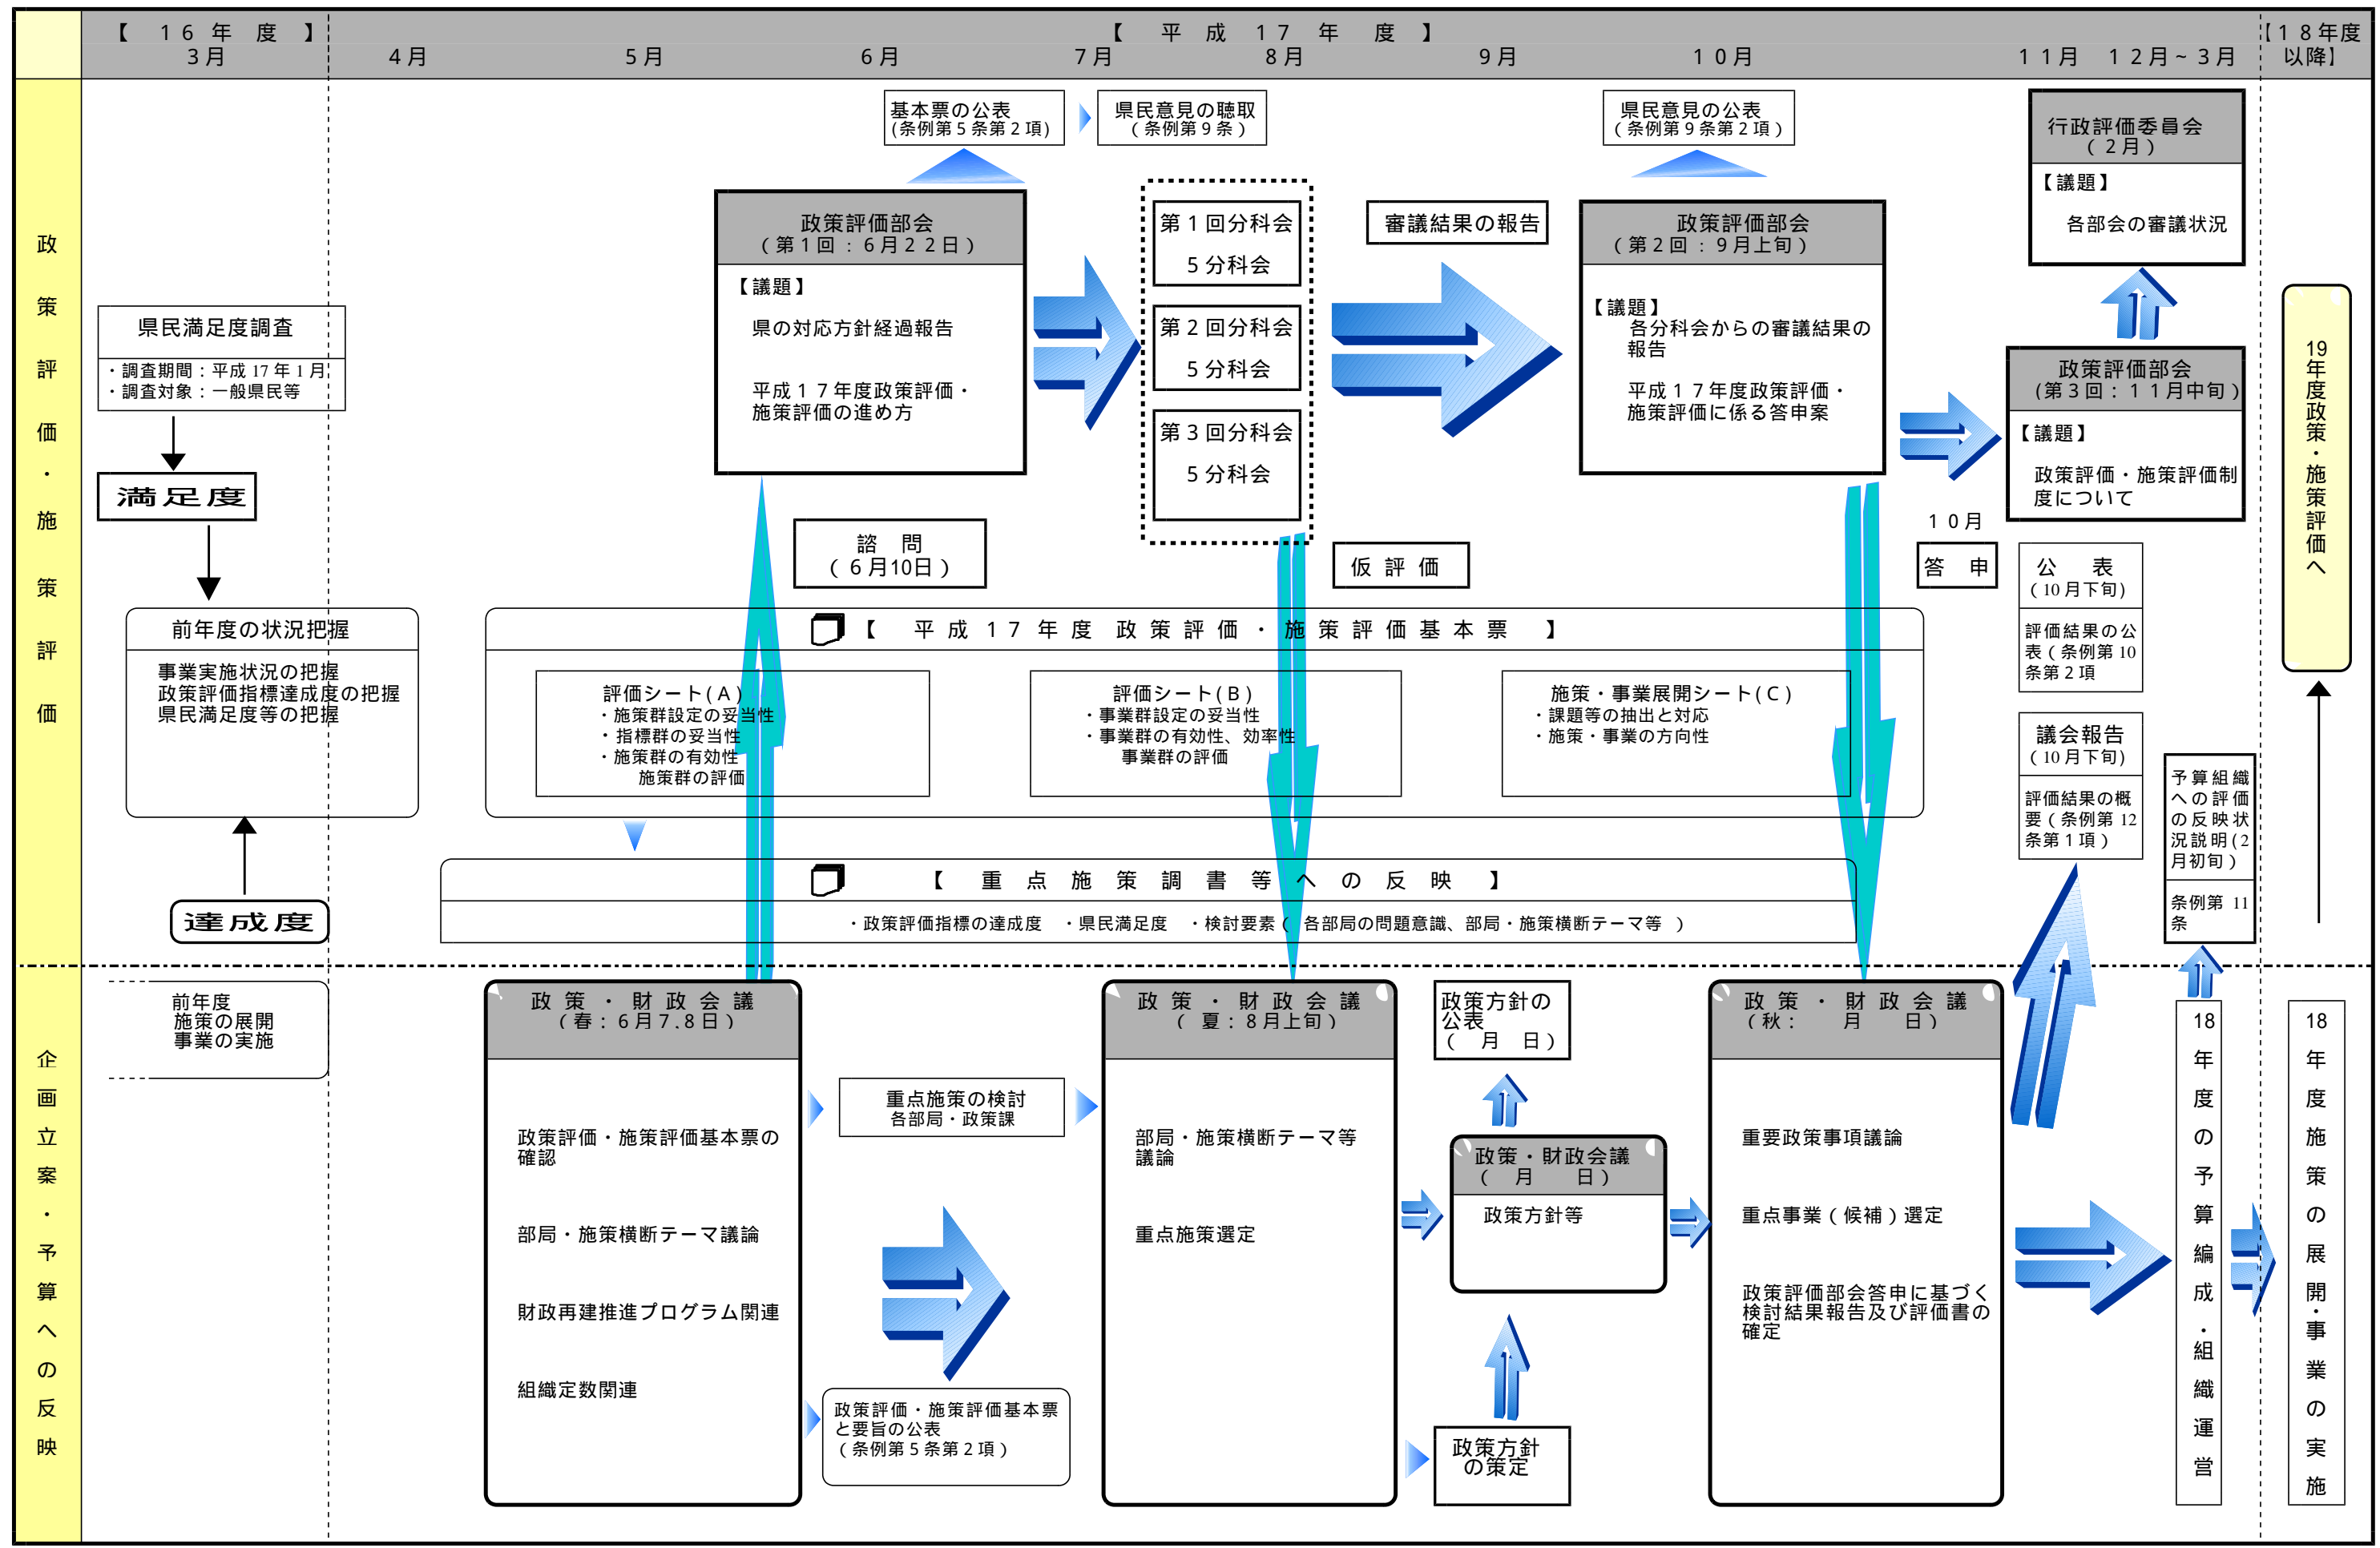 【　16年度】
【　平成17年度】
【18年度
以降】
3月
4月
5月
6月
7月
8月
9月
10月
11月
12月～3月
政策評価・施策評価
基本票の公表
(条例第5条第2項)
県民意見の聴取
(条例第9条)
県民意見の公表
(条例第9条第2項)
行政評価委員会
(2月)
【議題】
各部会の審議状況
政策評価部会
(第1回：6月22日)
【議題】
県の対応方針経過報告
平成17年度政策評価・
施策評価の進め方
第1回分科会
5分科会
第2回分科会
5分科会
第3回分科会
5分科会
審議結果の報告
政策評価部会
(第2回：9月上旬)
【議題】
各分科会からの審議結果の
報告
平成17年度政策評価・
施策評価に係る答申案
政策評価部会
(第3回：11月中旬)
【議題】
政策評価・施策評価制
度について
19年度政策・施策評価へ
県民満足度調査
・調査期間：平成17年1月
・調査対象：一般県民等
満足度
前年度の状況把握
事業実施状況の把握
政策評価指標達成度の把握
県民満足度等の把握
達成度
諮　問
(6月10日)
仮評価
10月
答　申
公　表
(10月下旬)
評価結果の公
表(条例第10
条第2項
議会報告
(10月下旬)
評価結果の概
要(条例第12
条第1項)
予算組織
への評価
の反映状
況説明(2
月初旬)
条例第11
条
【　平成17年度 政策評価・施策評価基本票　】
評価シート(A)
・施策群設定の妥当性
・指標群の妥当性
・施策群の有効性
施策群の評価
評価シート(B)
・事業群設定の妥当性
・事業群の有効性、効率性
事業群の評価
施策・事業展開シート(C)
・課題等の抽出と対応
・施策・事業の方向性
【　重点施策調書等への反映　】
・政策評価指標の達成度　・県民満足度　・検討要素( 各部局の問題意識、部局・施策横断テーマ等 )
企画立案・予算への反映
前年度
施策の展開
事業の実施
政策・財政会議
(春：6月7.8日)
政策評価・施策評価基本票の
確認
部局・施策横断テーマ議論
財政再建推進プログラム関連
組織定数関連
重点施策の検討
各部局・政策課
政策評価・施策評価基本票
と要旨の公表
(条例第5条第2項)
政策・財政会議
(夏：8月上旬)
部局・施策横断テーマ等
議論
重点施策選定
政策方針の
公表
(　月　日)
政策・財政会議
(　月　　日)
政策方針等
政策方針
の策定
政策・財政会議
(秋：　　月　　日)
重要政策事項議論
重点事業(候補)選定
政策評価部会答申に基づく
検討結果報告及び評価書の
確定
18年度の予算編成・組織運営
18年度施策の展開・事業の実施